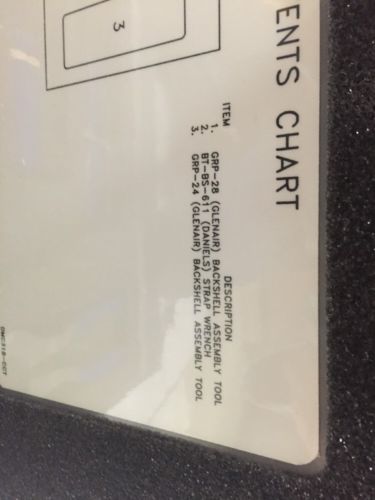 ENTS CHART
3
ITEM DESCRIPTION
1. GRP-28 (GLENAIR) BACKSHELL ASSEMBLY TOOL
2. BT-BS-611 (DANIELS) STRAP WRENCH
3. GRP-24 (GLENAIR) BACKSHELL ASSEMBLY TOOL